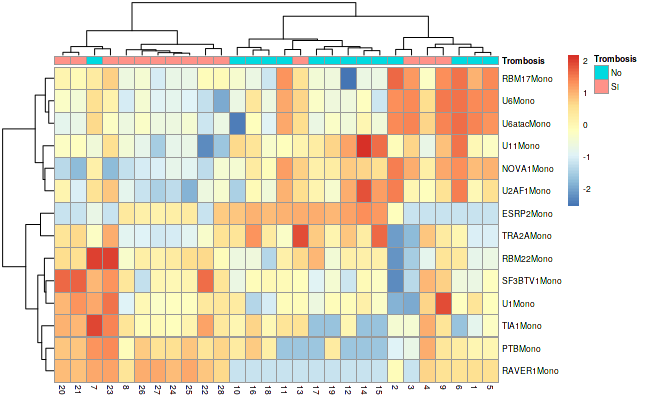 Trombosis
Trombosis
No
SI
2
1
0
-1
-2
RBM17Mono
U6Mono
U6atacMono
U11Mono
NOVA1Mono
U2AF1Mono
ESRP2Mono
TRA2AMono
RBM22Mono
SF3BTV1Mono
U1Mono
TIA1Mono
PTBMono
RAVER1Mono
20 21 7 23 8 26 27 24 25 22 28 10 16 18 11 13 17 19 12 14 15 2 3 4 9 6 1 5